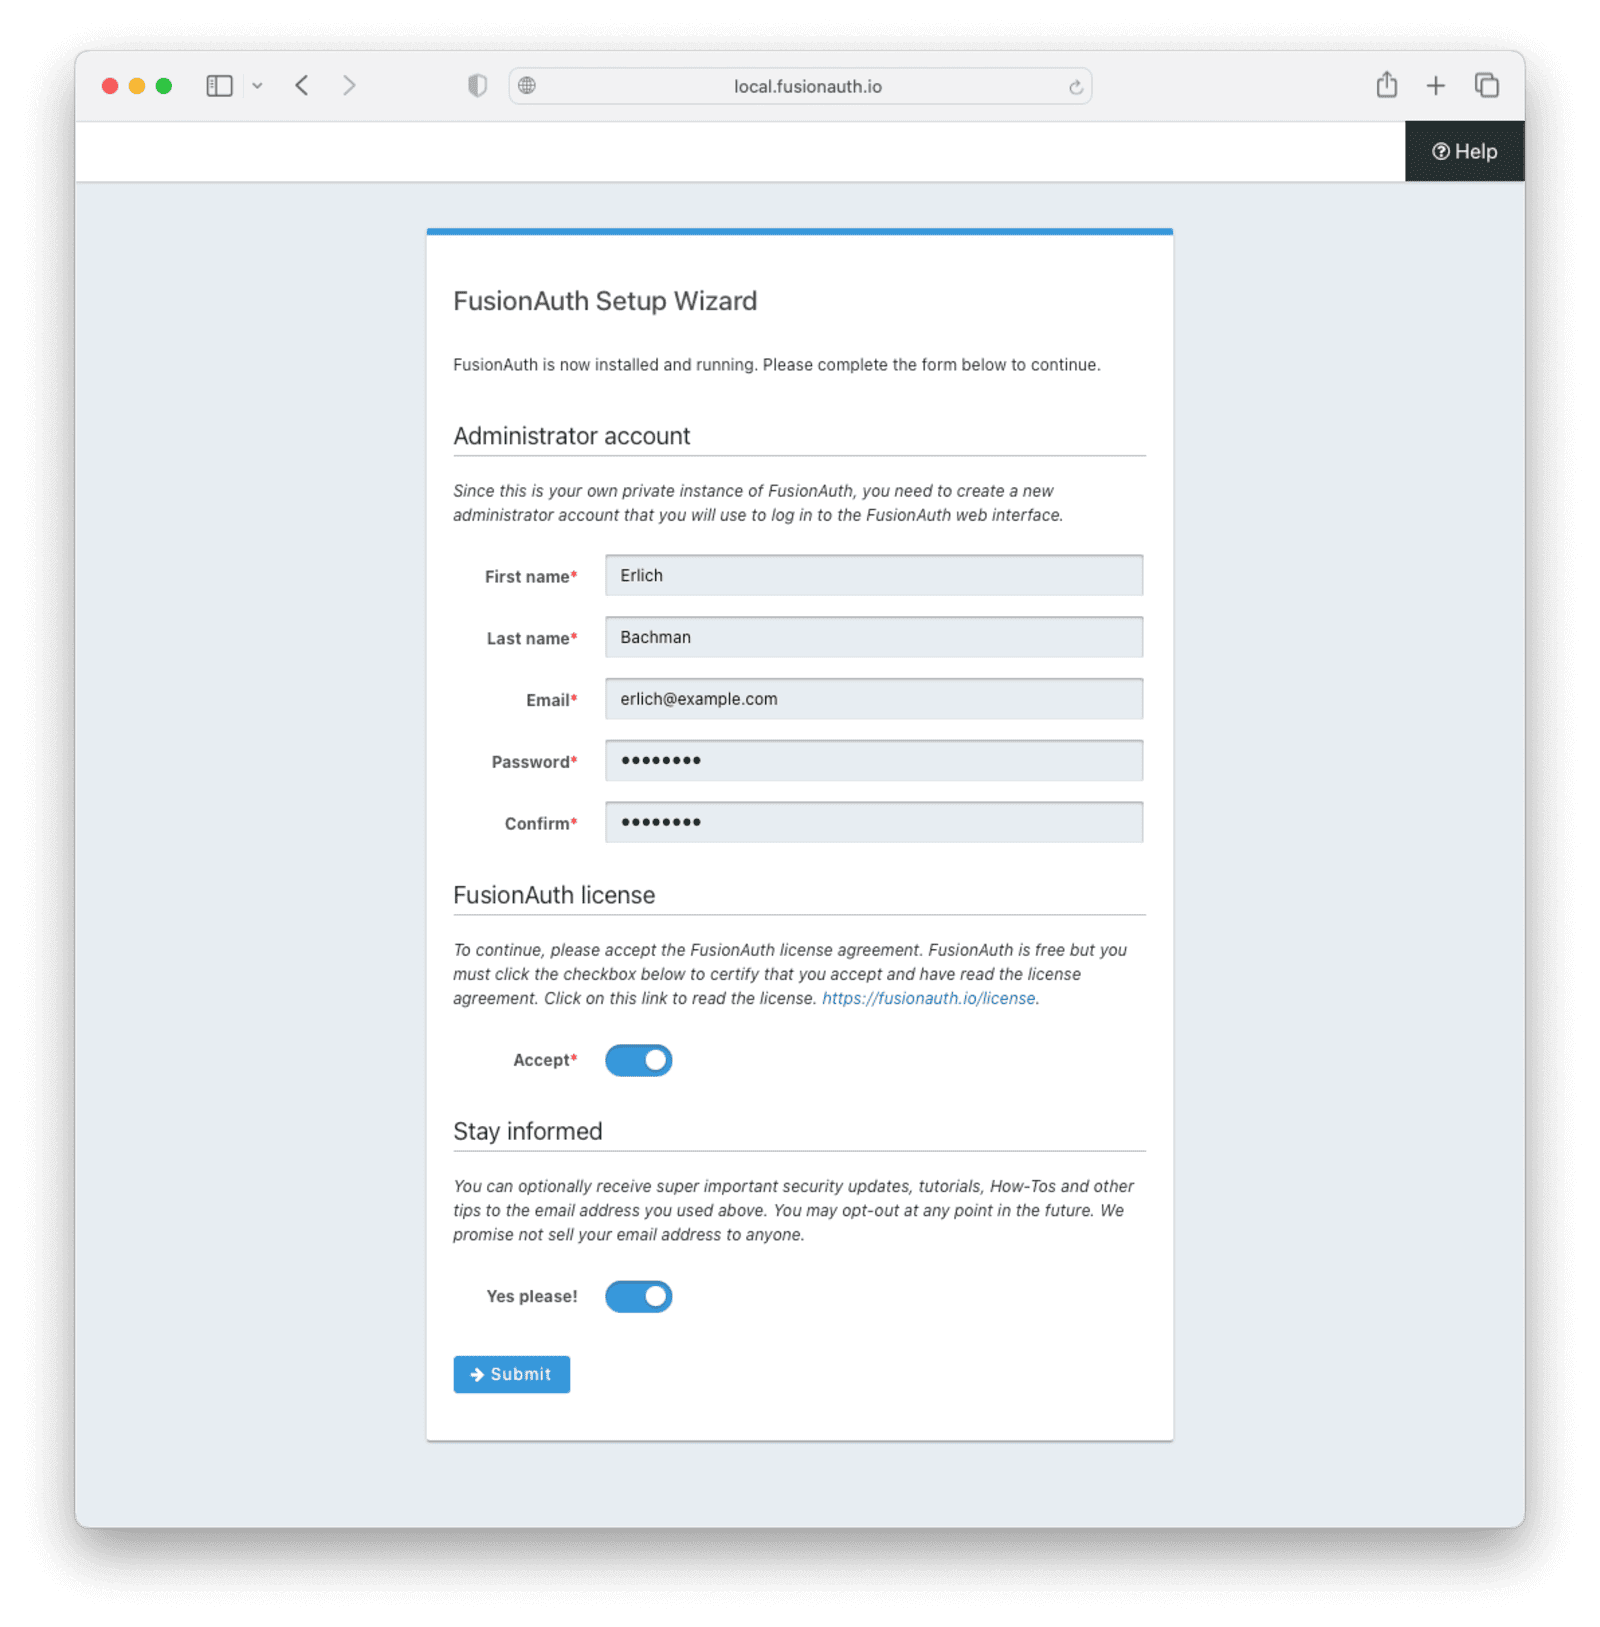 local.fusionauth.io
Help
FusionAuth Setup Wizard
FusionAuth is now installed and running. Please complete the form below to continue.
Administrator account
Since this is your own private instance of FusionAuth, you need to create a new
administrator account that you will use to log in to the FusionAuth web interface.
First name* Erlich
Last name* Bachman
Email* erlich@example.com
Password* ••••••••
Confirm* ••••••••
FusionAuth license
To continue, please accept the FusionAuth license agreement. FusionAuth is free but you
must click the checkbox below to certify that you accept and have read the license
agreement. Click on this link to read the license. https://fusionauth.io/license.
Accept*
Stay informed
You can optionally receive super important security updates, tutorials, How-Tos and other
tips to the email address you used above. You may opt-out at any point in the future. We
promise not sell your email address to anyone.
Yes please!
Submit